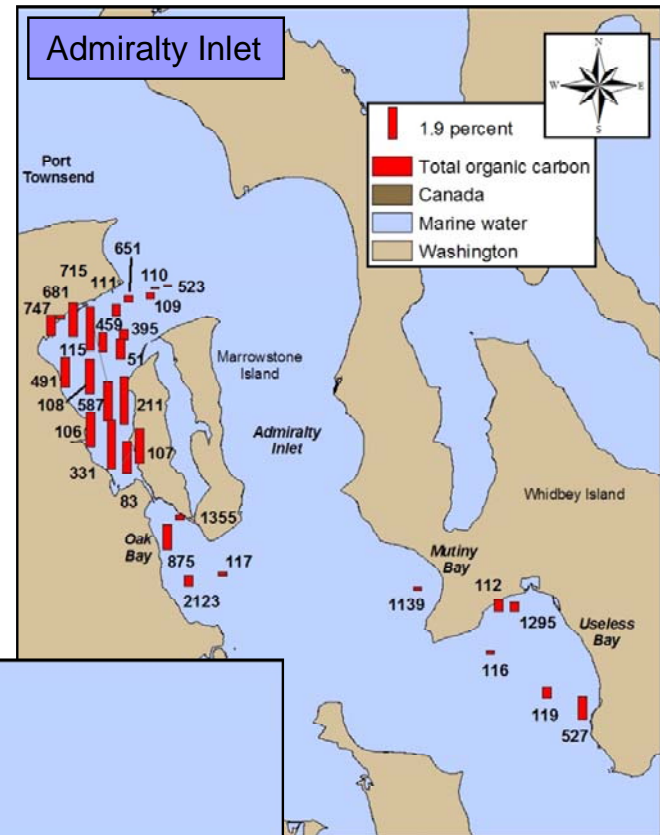 Admiralty Inlet
N
W
E
S
1.9 percent
Total organic carbon
Canada
Marine water
Washington
Port
Townsend
651
715
111
110
523
681
109
747
459
395
115
51
491
Marrowstone
Island
108
587
211
106
Admiralty
Inlet
107
331
83
Whidbey Island
1355
Oak
Bay
875
117
Mutiny
Bay
112
2123
1139
1295
Useless
Bay
116
119
527